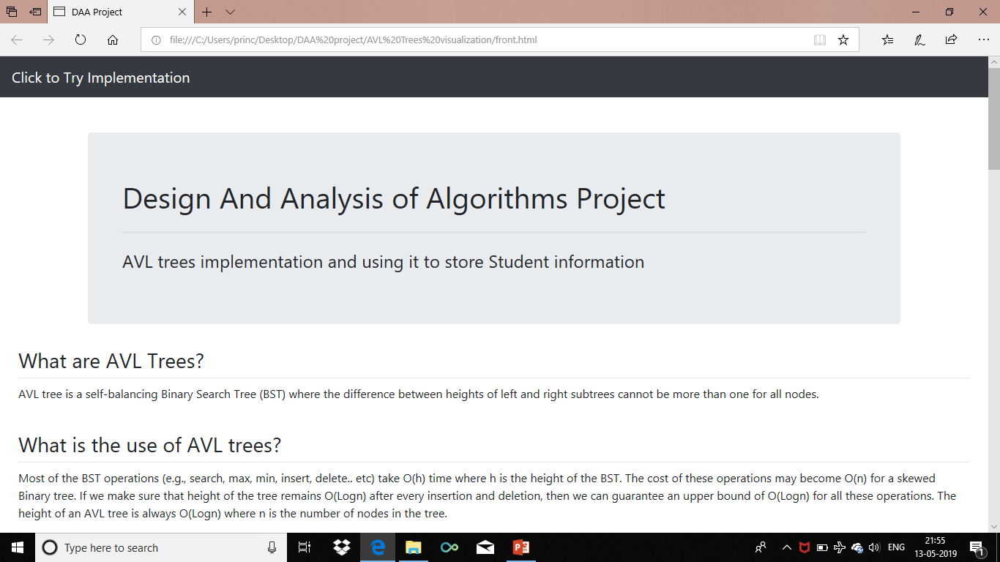 DAA Project
file:///C:/Users/princ/Desktop/DAA%20project/AVL%20Trees%20visualization/front.html
Click to Try Implementation
Design And Analysis of Algorithms Project
AVL trees implementation and using it to store Student information
What are AVL Trees?
AVL tree is a self-balancing Binary Search Tree (BST) where the difference between heights of left and right subtrees cannot be more than one for all nodes.
What is the use of AVL trees?
Most of the BST operations (e.g., search, max, min, insert, delete.. etc) take O(h) time where h is the height of the BST. The cost of these operations may become O(n) for a skewed
Binary tree. If we make sure that height of the tree remains O(Logn) after every insertion and deletion, then we can guarantee an upper bound of O(Logn) for all these operations. The
height of an AVL tree is always O(Logn) where n is the number of nodes in the tree.
Type here to search
ENG
21:55
13-05-2019
1